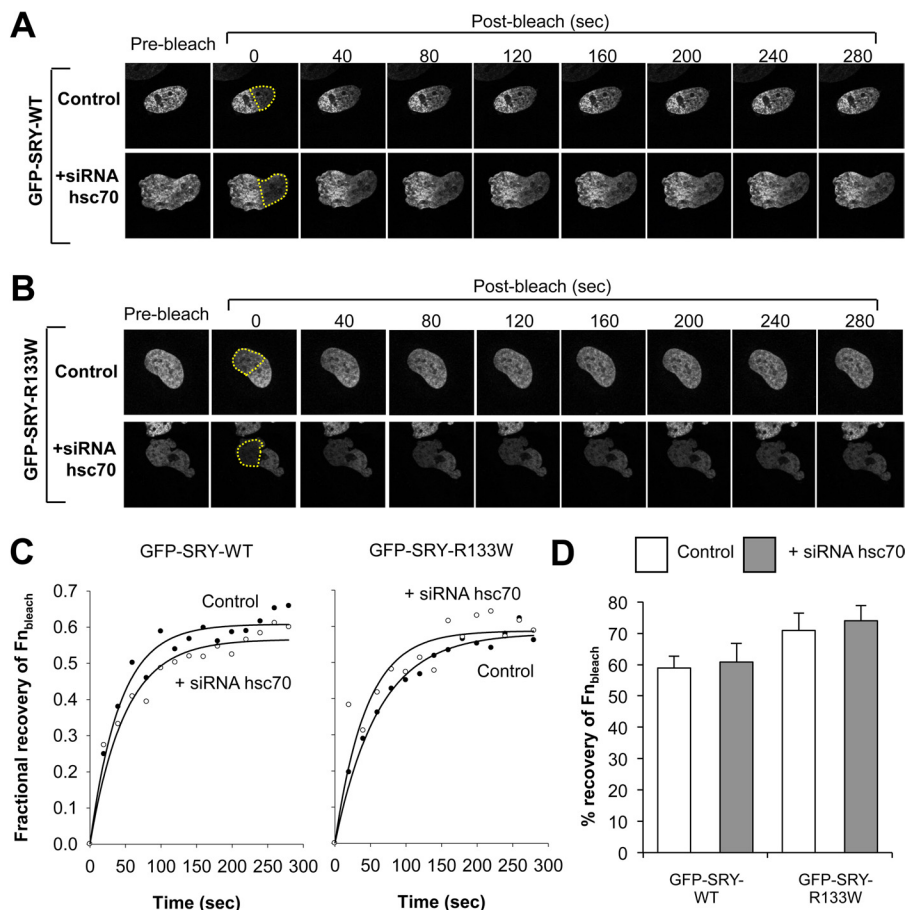 A
Post-bleach (sec)
Pre-bleach
0 40 80 120 160 200 240 280
GFP-SRY-WT
Control
+siRNA
hsc70
B
Post-bleach (sec)
Pre-bleach
0 40 80 120 160 200 240 280
GFP-SRY-R133W
Control
+siRNA
hsc70
C
GFP-SRY-WT
GFP-SRY-R133W
Fractional recovery of Fnbleach
0.8
0.7
0.6
0.5
0.4
0.3
0.2
0.1
0.0
Control
+ siRNA hsc70
0 50 100 150 200 250 300
Time (sec)
+ siRNA hsc70
Control
0 50 100 150 200 250 300
Time (sec)
D
Control
+ siRNA hsc70
% recovery of Fnbleach
90
80
70
60
50
40
30
20
10
0
GFP-SRY-
WT
GFP-SRY-
R133W